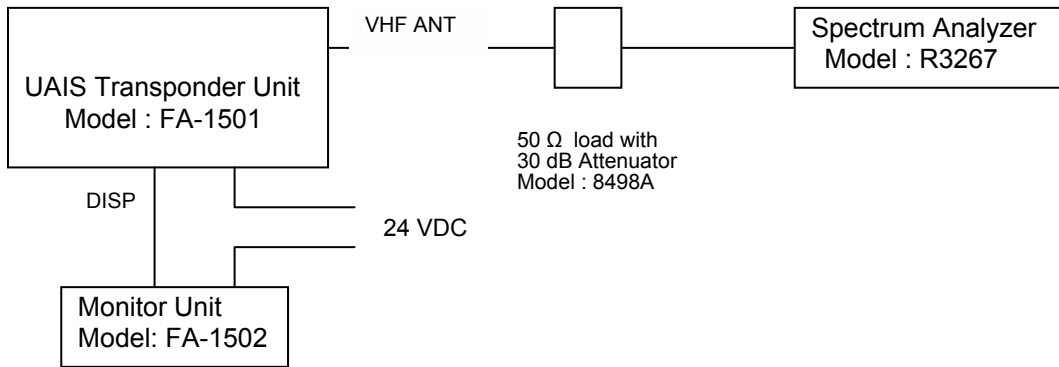 VHF ANT
Spectrum Analyzer
Model : R3267
UAIS Transponder Unit
Model : FA-1501
50 Ω load with
30 dB Attenuator
Model : 8498A
DISP
24 VDC
Monitor Unit
Model: FA-1502